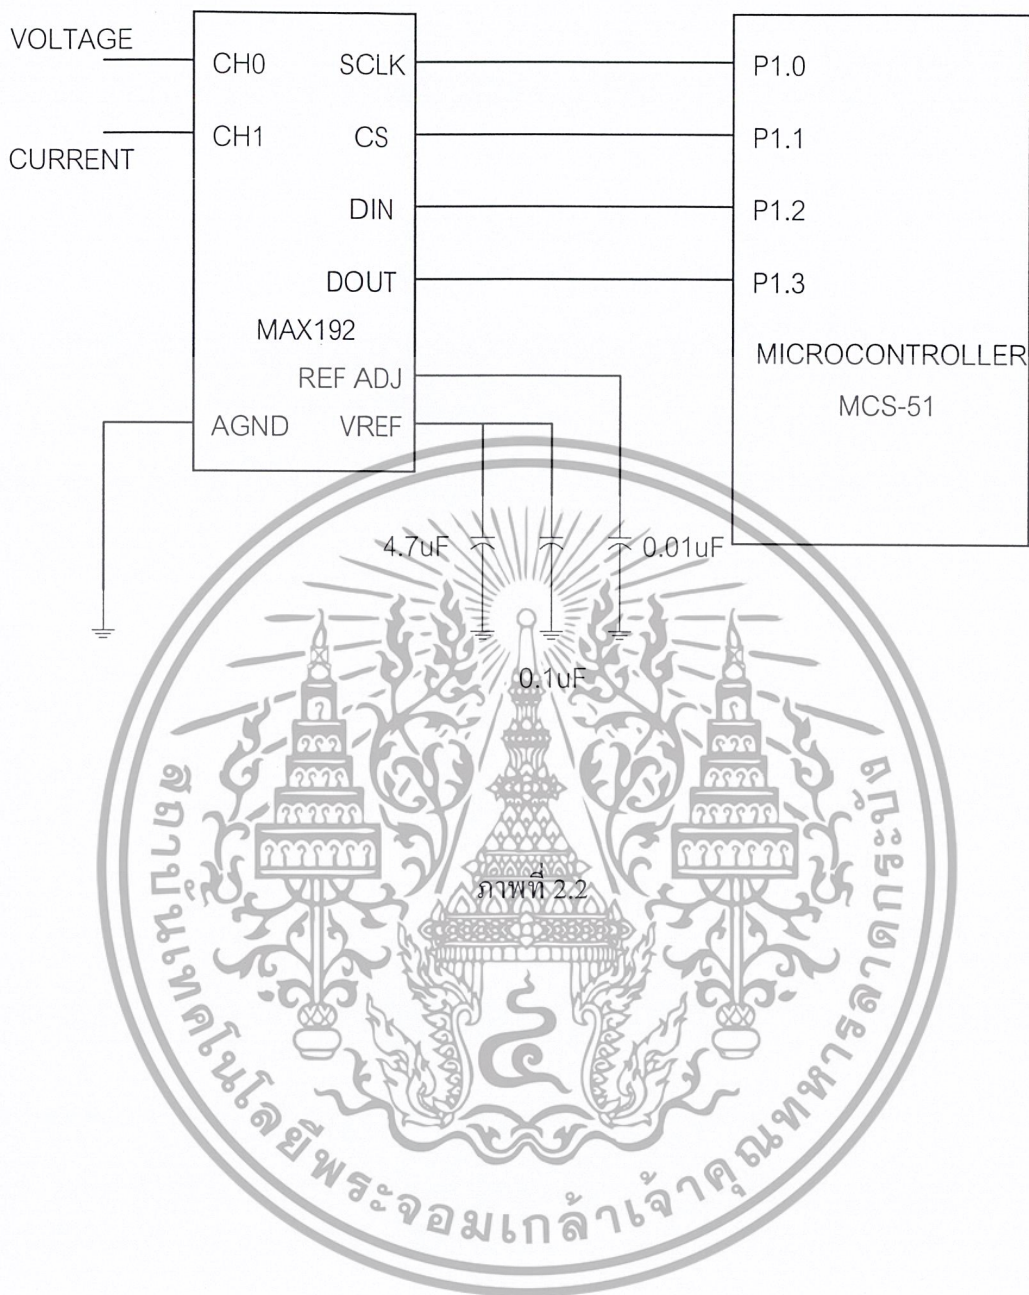 VOLTAGE
CURRENT
CH0 SCLK
CH1 CS
DIN
DOUT
MAX192
REF ADJ
AGND VREF
P1.0
P1.1
P1.2
P1.3
MICROCONTROLLER
MCS-51
4.7uF
0.01uF
0.1uF
ภาพที่ 2.2
สถาบันเทคโนโลยีพระจอมเกล้าเจ้าคุณทหารลาดกระบัง